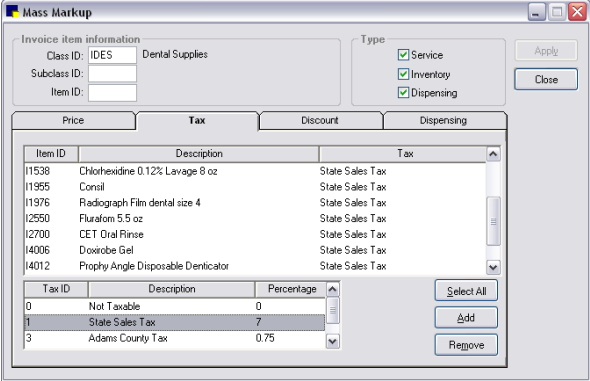 Mass Markup
Invoice item information
Class ID: IDES Dental Supplies
Subclass ID:
Item ID:
Type
Service
Inventory
Dispensing
Apply
Close
Price Tax Discount Dispensing
Item ID Description Tax
I1538 Chlorhexidine 0.12% Lavage 8 oz State Sales Tax
I1955 Consil State Sales Tax
I1976 Radiograph Film dental size 4 State Sales Tax
I2550 Flurafom 5.5 oz State Sales Tax
I2700 CET Oral Rinse State Sales Tax
I4006 Doxirobe Gel State Sales Tax
I4012 Prophy Angle Disposable Denticator State Sales Tax
Tax ID Description Percentage
0 Not Taxable 0
1 State Sales Tax 7
3 Adams County Tax 0.75
Select All
Add
Remove